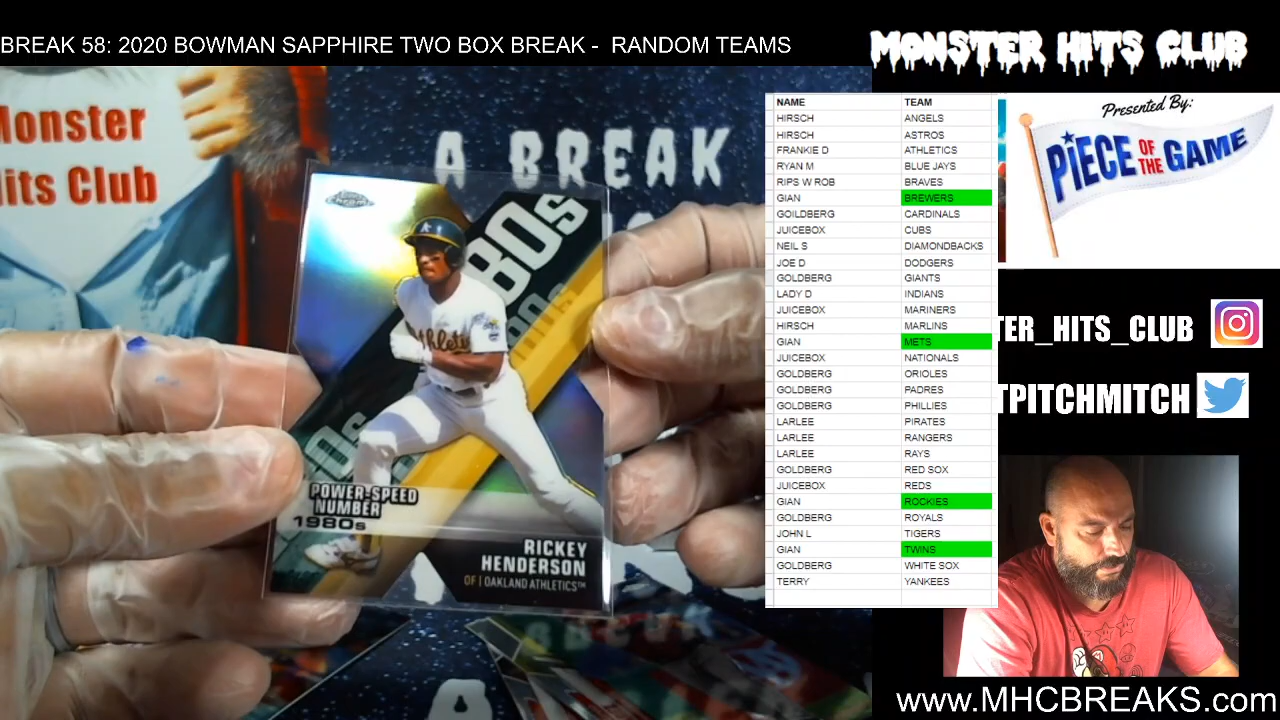 BREAK 58: 2020 BOWMAN SAPPHIRE TWO BOX BREAK - RANDOM TEAMS
MONSTER HITS CLUB
Monster
Hits Club
A BREAK
Chrome
80s
POWER-SPEED
NUMBER
1980s
RICKEY
HENDERSON
OF | OAKLAND ATHLETICS™
NAME TEAM
HIRSCH ANGELS
HIRSCH ASTROS
FRANKIE D ATHLETICS
RYAN M BLUE JAYS
RIPS W ROB BRAVES
GIAN BREWERS
GOILDBERG CARDINALS
JUICEBOX CUBS
NEIL S DIAMONDBACKS
JOE D DODGERS
GOLDBERG GIANTS
LADY D INDIANS
JUICEBOX MARINERS
HIRSCH MARLINS
GIAN METS
JUICEBOX NATIONALS
GOLDBERG ORIOLES
GOLDBERG PADRES
GOLDBERG PHILLIES
LARLEE PIRATES
LARLEE RANGERS
LARLEE RAYS
GOLDBERG RED SOX
JUICEBOX REDS
GIAN ROCKIES
GOLDBERG ROYALS
JOHN L TIGERS
GIAN TWINS
GOLDBERG WHITE SOX
TERRY YANKEES
Presented By:
PIECE OF THE GAME
TER_HITS_CLUB
TPITCHMITCH
www.MHCBREAKS.com